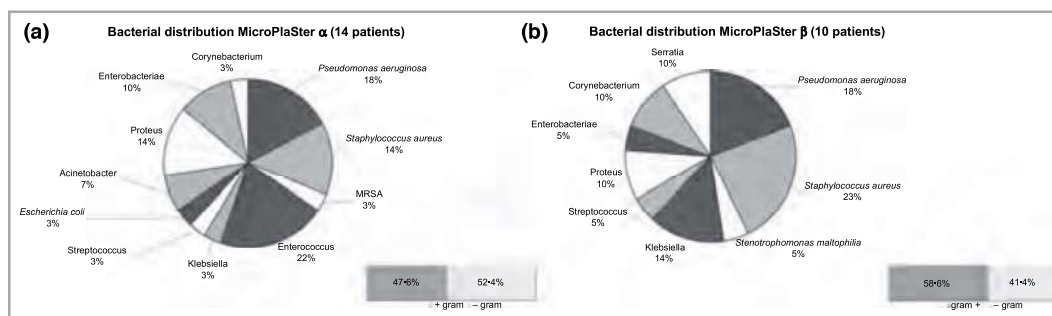 (a)
Bacterial distribution MicroPlaSter α (14 patients)
Corynebacterium
3%
Pseudomonas aeruginosa
18%
Enterobacteriae
10%
Staphylococcus aureus
14%
Proteus
14%
MRSA
3%
Acinetobacter
7%
Escherichia coli
3%
Enterococcus
22%
Streptococcus
3%
Klebsiella
3%
47·6% 52·4%
+ gram – gram
(b)
Bacterial distribution MicroPlaSter β (10 patients)
Serratia
10%
Pseudomonas aeruginosa
18%
Corynebacterium
10%
Enterobacteriae
5%
Proteus
10%
Staphylococcus aureus
23%
Streptococcus
5%
Stenotrophomonas maltophilia
5%
Klebsiella
14%
58·6% 41·4%
gram + – gram